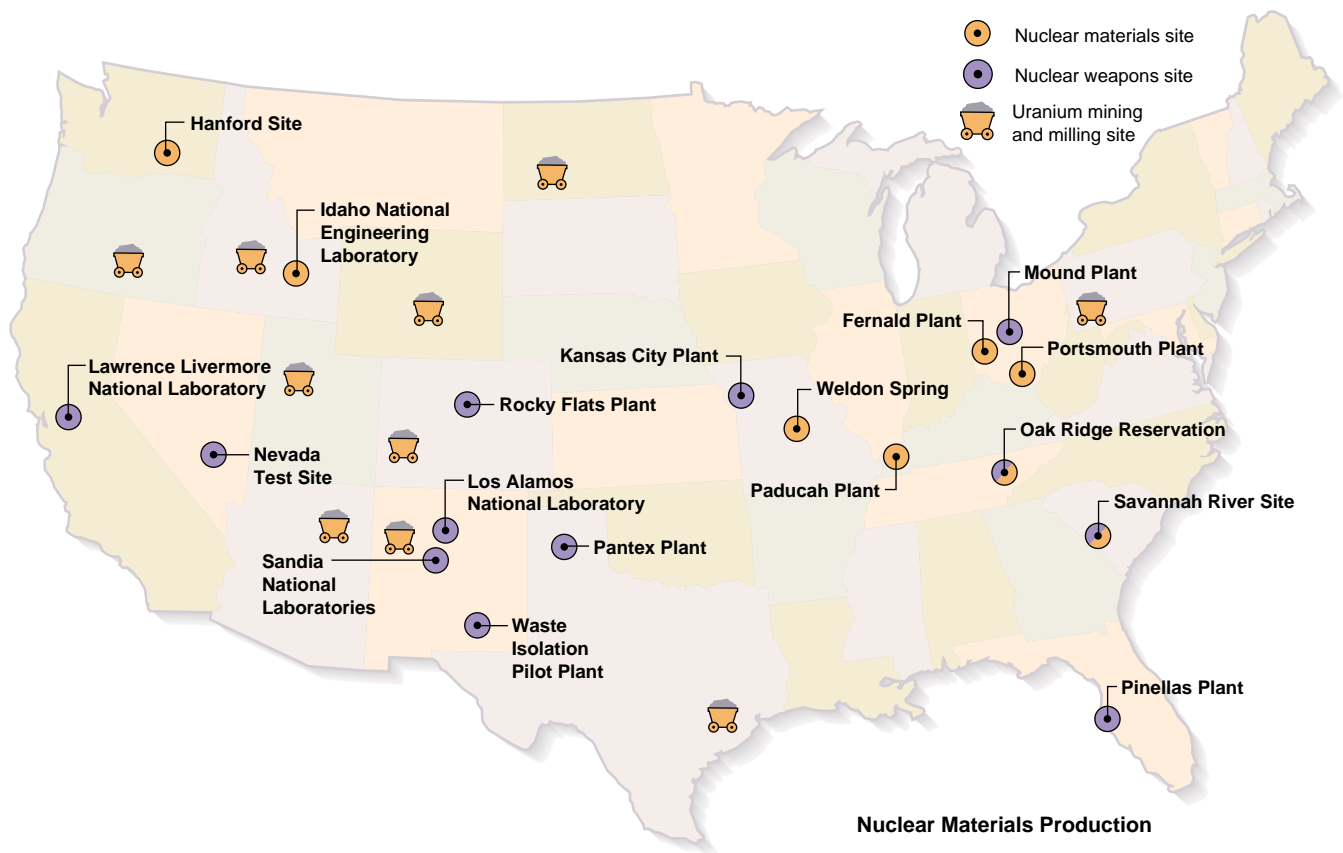 Nuclear materials site
Nuclear weapons site
Uranium mining
and milling site
Hanford Site
Idaho National
Engineering
Laboratory
Mound Plant
Fernald Plant
Portsmouth Plant
Kansas City Plant
Lawrence Livermore
National Laboratory
Weldon Spring
Rocky Flats Plant
Oak Ridge Reservation
Nevada
Test Site
Los Alamos
National Laboratory
Paducah Plant
Savannah River Site
Pantex Plant
Sandia
National
Laboratories
Waste
Isolation
Pilot Plant
Pinellas Plant
Nuclear Materials Production